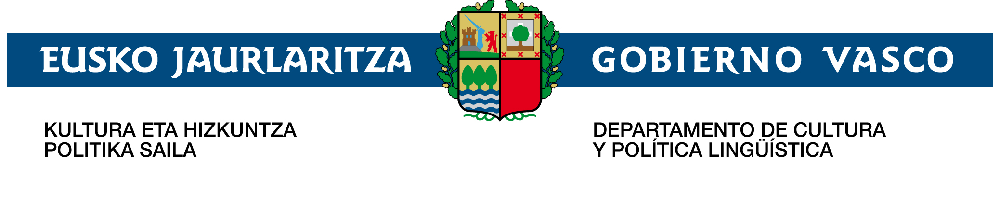 EUSKO JAURLARITZA
GOBIERNO VASCO
KULTURA ETA HIZKUNTZA
POLITIKA SAILA
DEPARTAMENTO DE CULTURA
Y POLÍTICA LINGÜÍSTICA